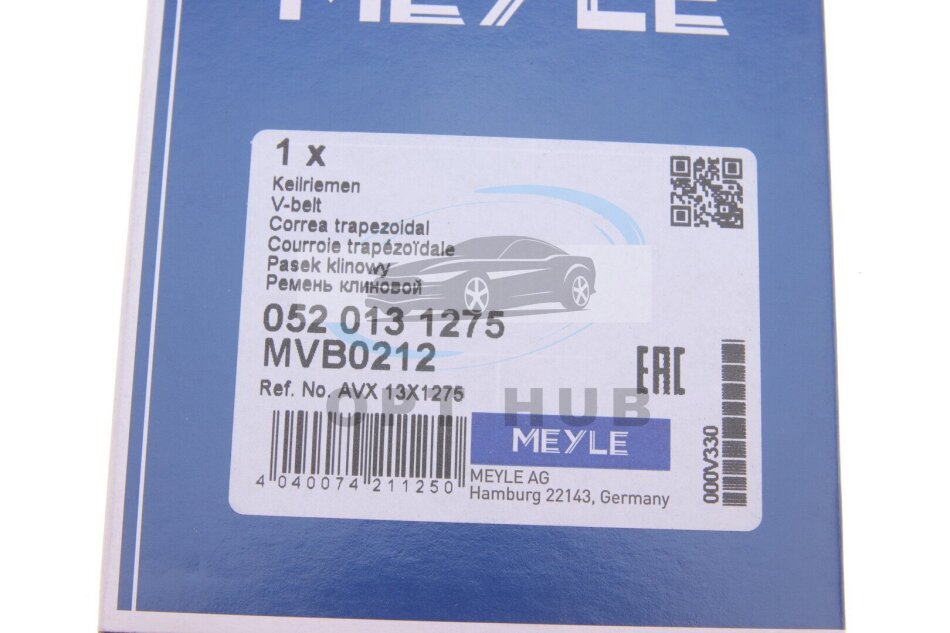 MEYLE
1 x
Keilriemen
V-belt
Correa trapezoidal
Courroie trapézoïdale
Pasek klinowy
Ремень клиновой
052 013 1275
MVB0212
Ref. No. AVX 13X1275
OPT HUB
EAC
MEYLE
MEYLE AG
Hamburg 22143, Germany
4 040074 211250
000V330